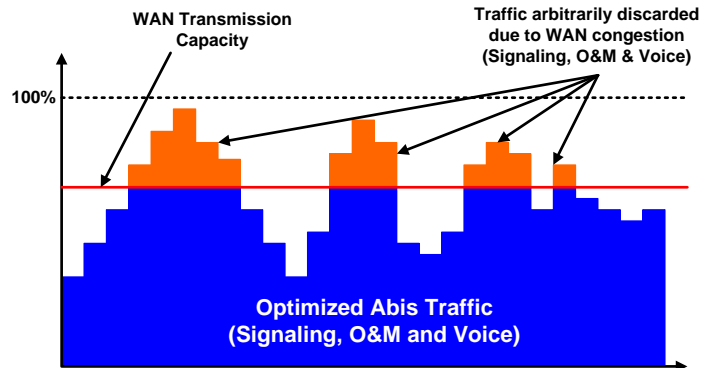 WAN Transmission
Capacity
Traffic arbitrarily discarded
due to WAN congestion
(Signaling, O&M & Voice)
100%
Optimized Abis Traffic
(Signaling, O&M and Voice)